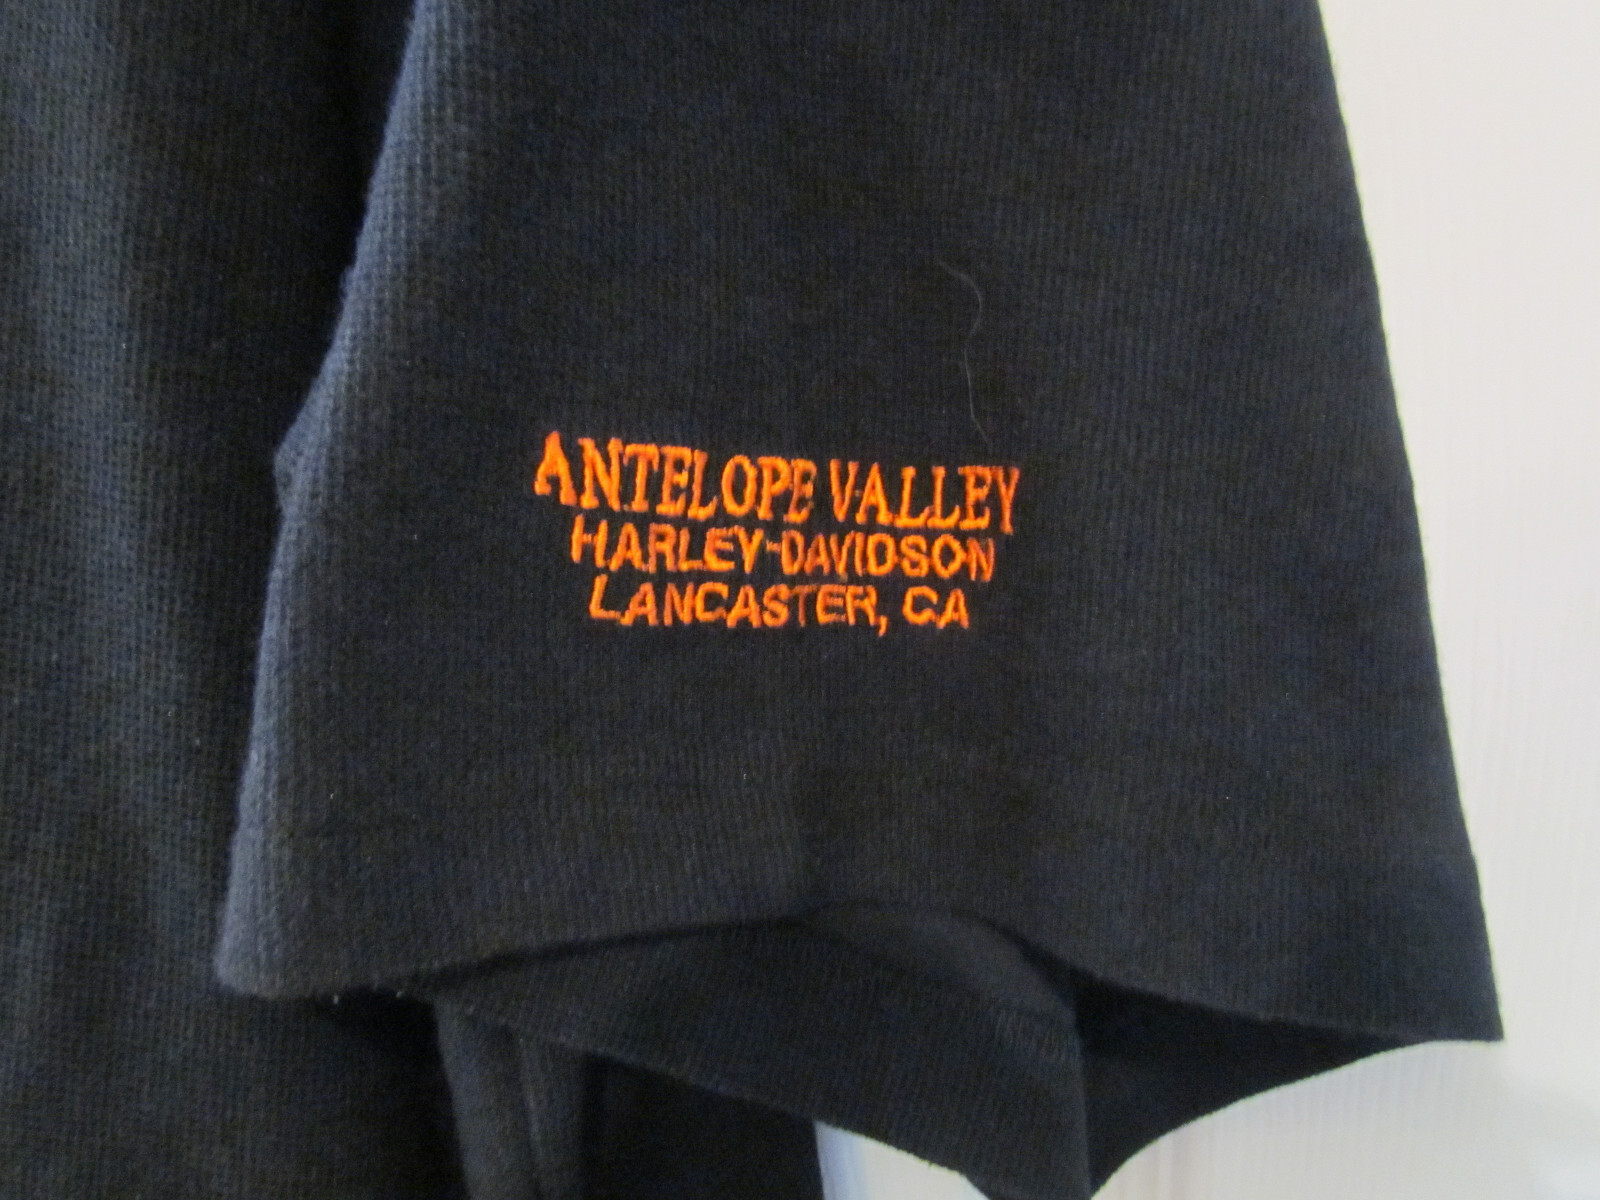 ANTELOPE VALLEY
HARLEY-DAVIDSON
LANCASTER, CA